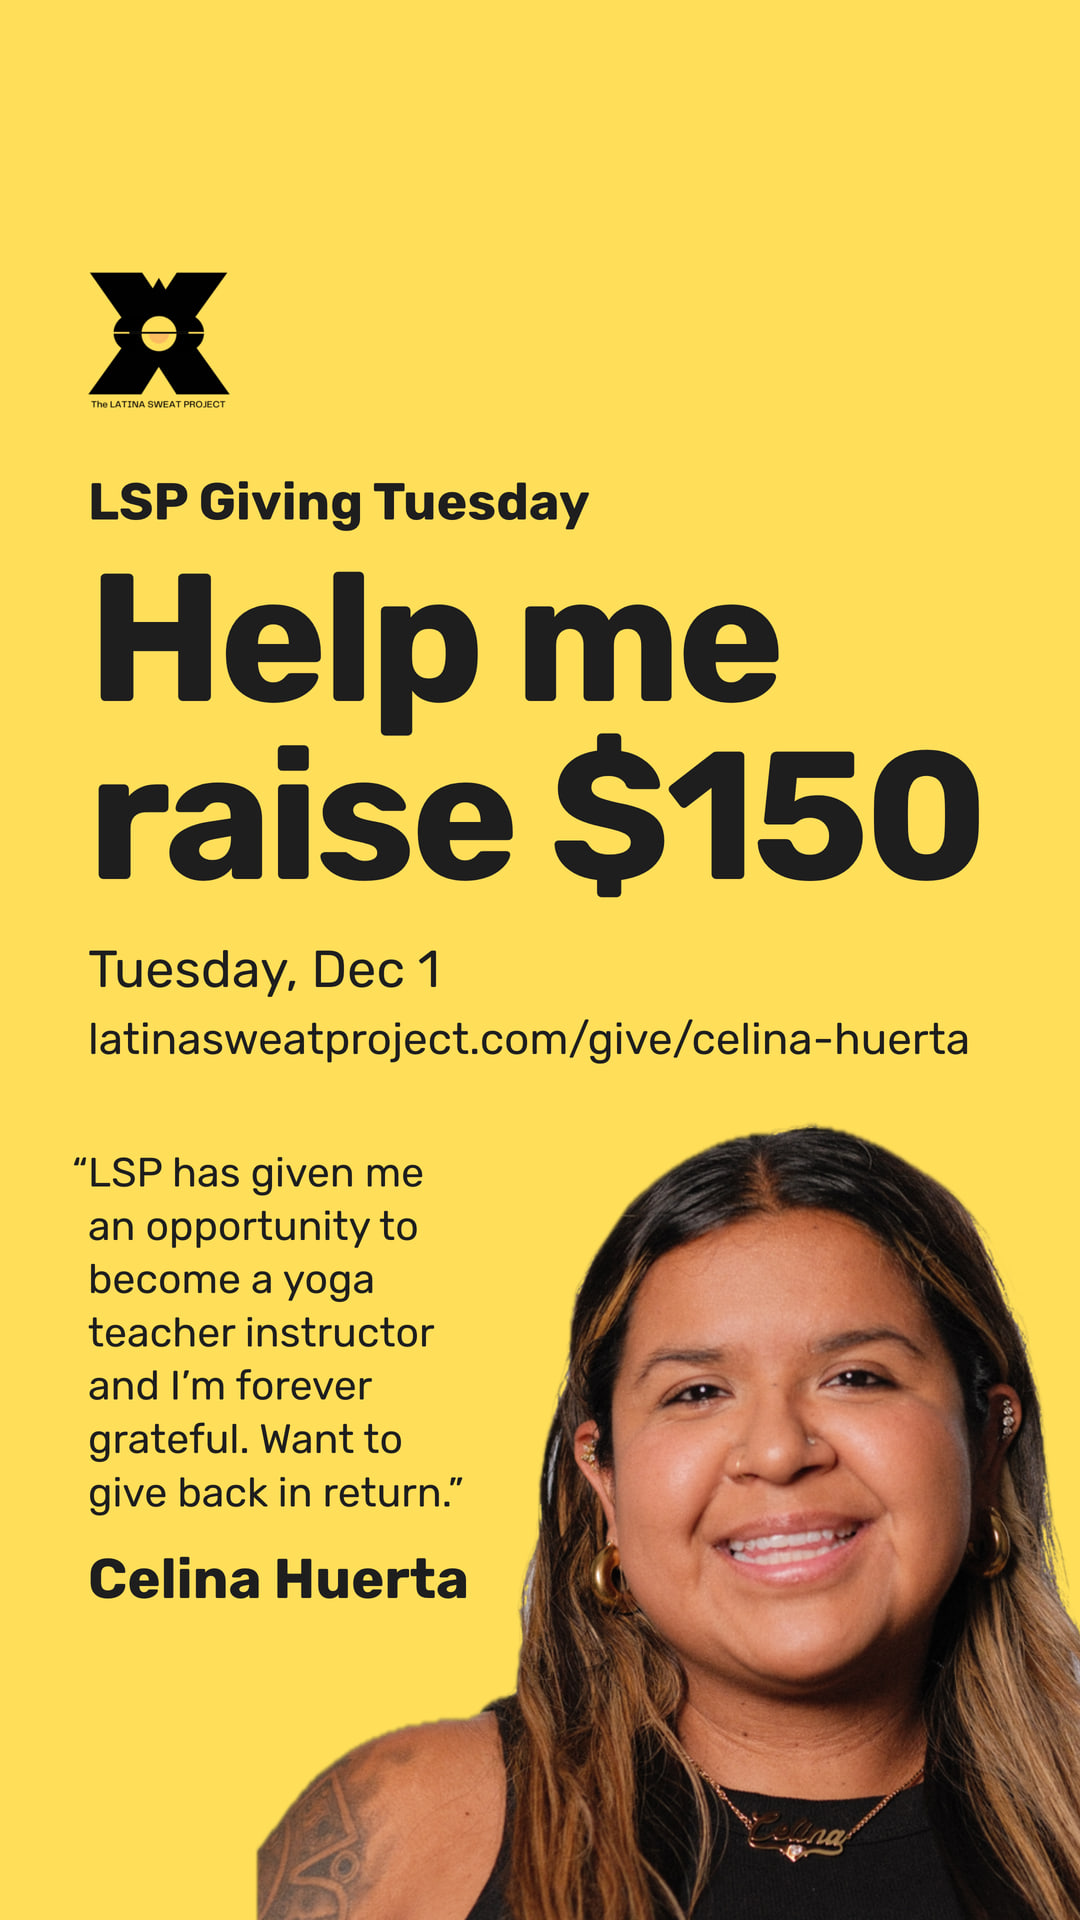 The LATINA SWEAT PROJECT
LSP Giving Tuesday
Help me
raise $150
Tuesday, Dec 1
latinasweatproject.com/give/celina-huerta
“LSP has given me
an opportunity to
become a yoga
teacher instructor
and I’m forever
grateful. Want to
give back in return.”
Celina Huerta
Celina